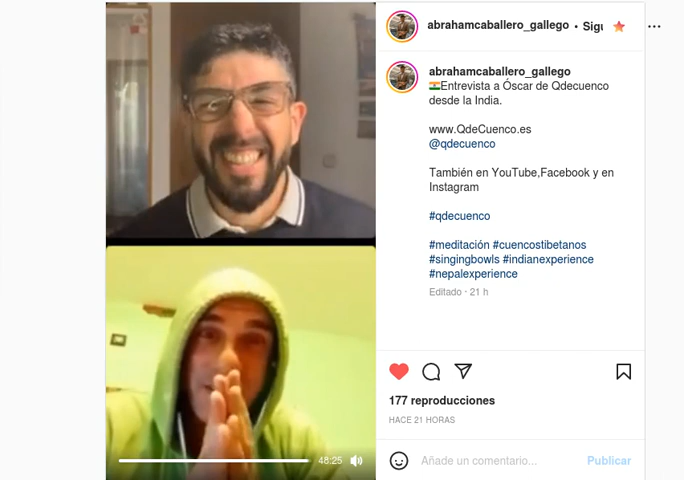 abrahamcaballero_gallego • Sigu
abrahamcaballero_gallego
Entrevista a Óscar de Qdecuenco
desde la India.
www.QdeCuenco.es
@qdecuenco
También en YouTube,Facebook y en
Instagram
#qdecuenco
#meditación #cuencostibetanos
#singingbowls #indianexperience
#nepalexperience
Editado · 21 h
48:25
177 reproducciones
HACE 21 HORAS
Añade un comentario...
Publicar